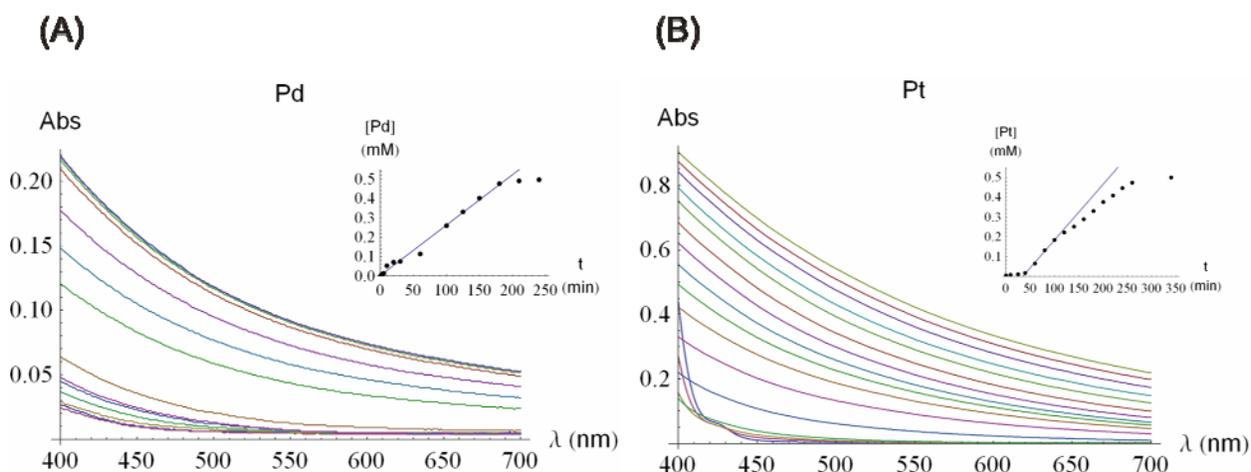 (A)
Pd
Abs
0.20
0.15
0.10
0.05
400 450 500 550 600 650 700
λ (nm)
[Pd]
(mM)
0.5
0.4
0.3
0.2
0.1
0.0
0 50 100 150 200 250
t
(min)
(B)
Pt
Abs
0.8
0.6
0.4
0.2
400 450 500 550 600 650 700
λ (nm)
[Pt]
(mM)
0.5
0.4
0.3
0.2
0.1
0 50 100 150 200 250 300 350
t
(min)